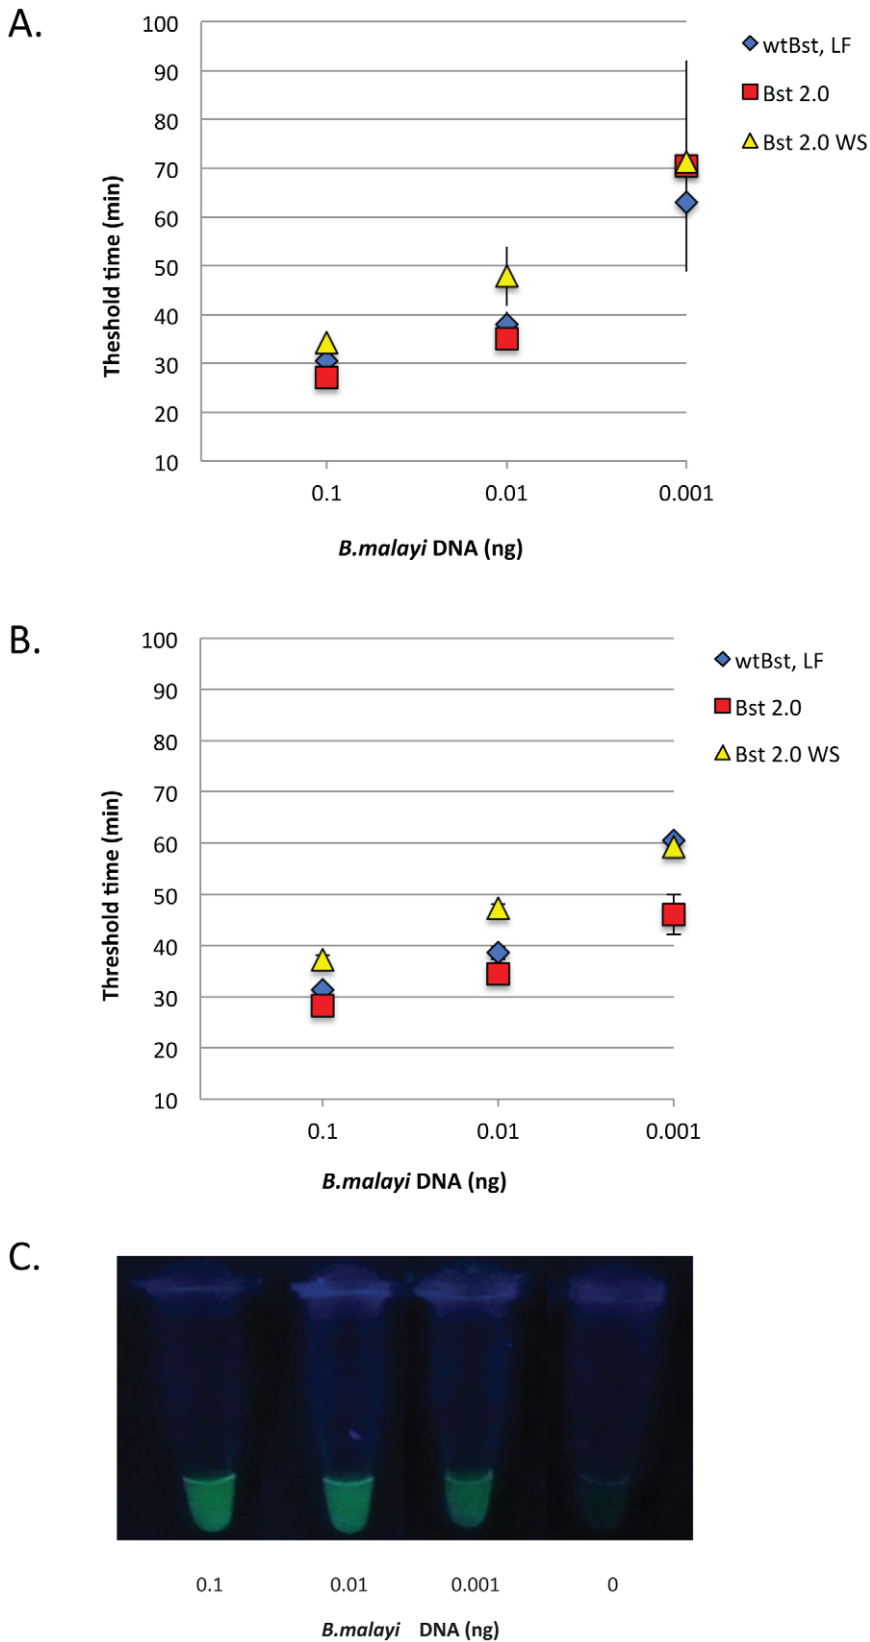 A.
100
90
80
70
60
50
40
30
20
10
Theshold time (min)
0.1 0.01 0.001
B.malayi DNA (ng)
wtBst, LF
Bst 2.0
Bst 2.0 WS
B.
100
90
80
70
60
50
40
30
20
10
Threshold time (min)
0.1 0.01 0.001
B.malayi DNA (ng)
wtBst, LF
Bst 2.0
Bst 2.0 WS
C.
0.1 0.01 0.001 0
B.malayi DNA (ng)